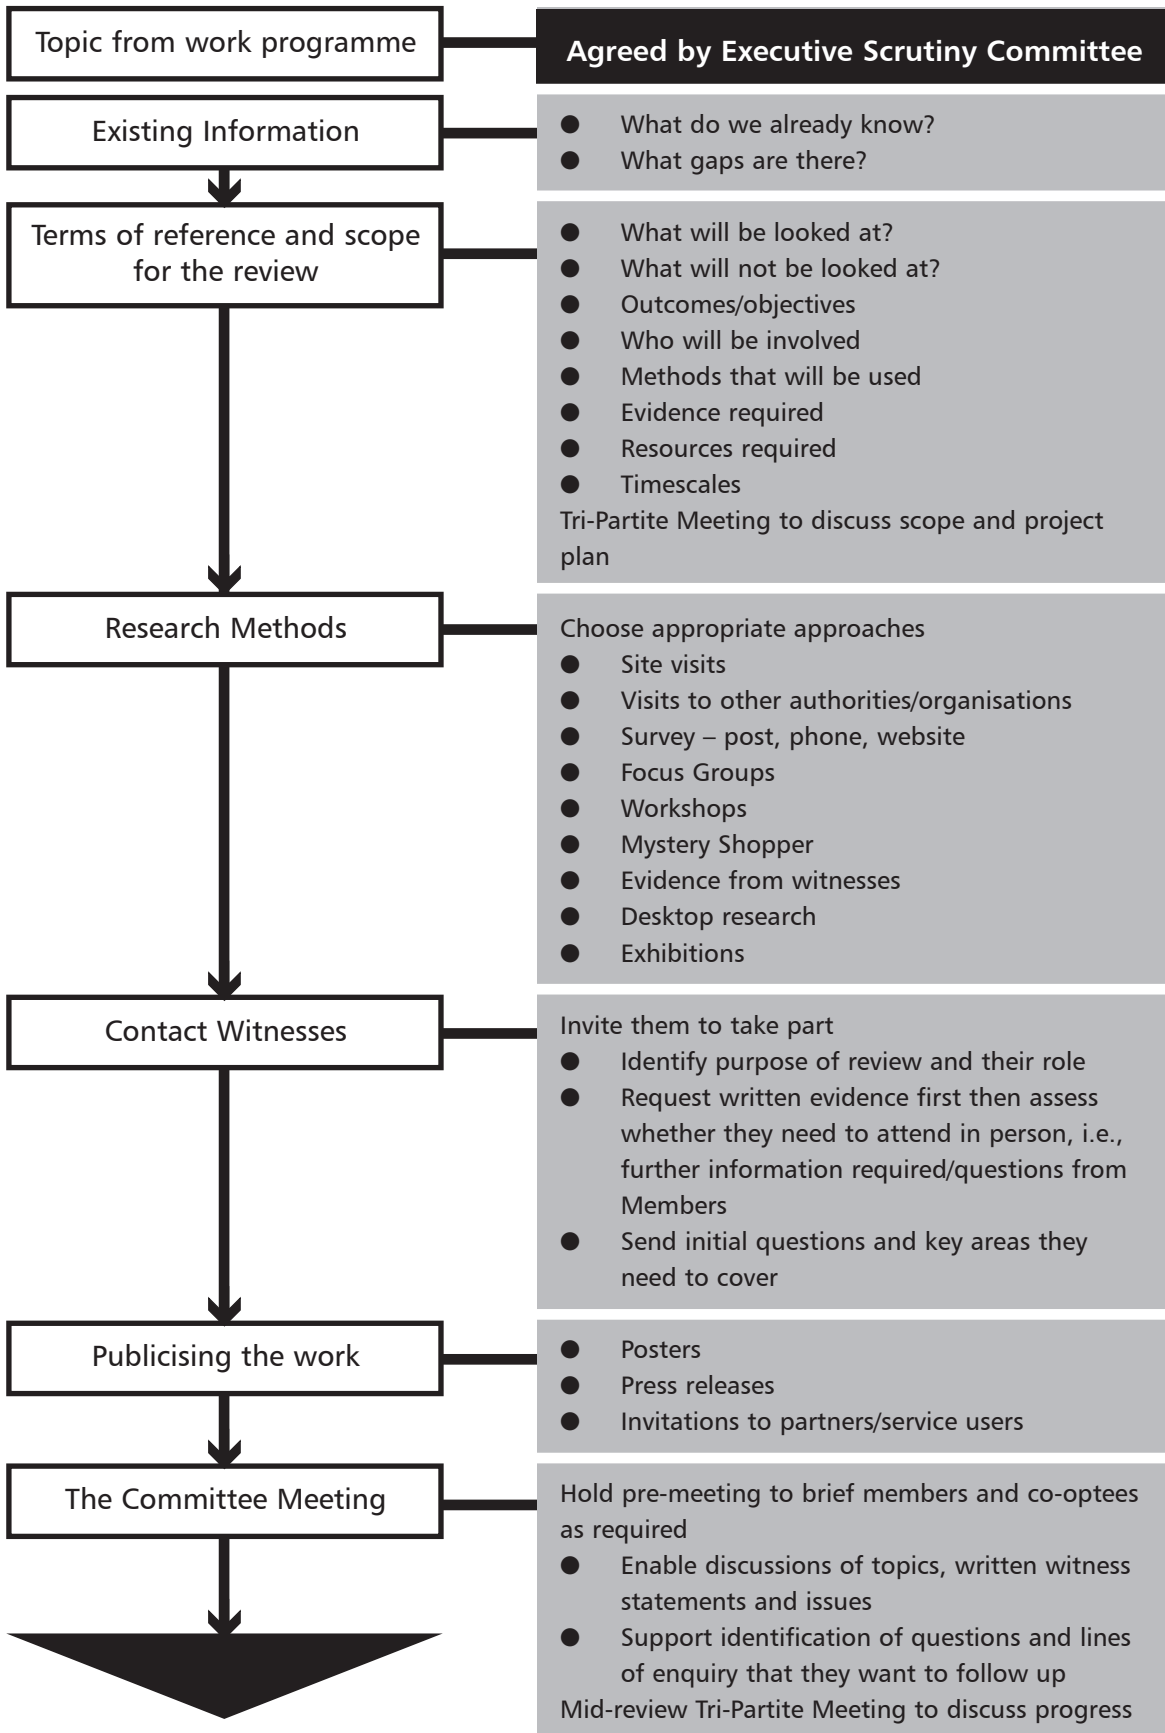 Topic from work programme
Agreed by Executive Scrutiny Committee
Existing Information
● What do we already know?
● What gaps are there?
Terms of reference and scope
for the review
● What will be looked at?
● What will not be looked at?
● Outcomes/objectives
● Who will be involved
● Methods that will be used
● Evidence required
● Resources required
● Timescales
Tri-Partite Meeting to discuss scope and project
plan
Research Methods
Choose appropriate approaches
● Site visits
● Visits to other authorities/organisations
● Survey – post, phone, website
● Focus Groups
● Workshops
● Mystery Shopper
● Evidence from witnesses
● Desktop research
● Exhibitions
Contact Witnesses
Invite them to take part
● Identify purpose of review and their role
● Request written evidence first then assess
whether they need to attend in person, i.e.,
further information required/questions from
Members
● Send initial questions and key areas they
need to cover
Publicising the work
● Posters
● Press releases
● Invitations to partners/service users
The Committee Meeting
Hold pre-meeting to brief members and co-optees
as required
● Enable discussions of topics, written witness
statements and issues
● Support identification of questions and lines
of enquiry that they want to follow up
Mid-review Tri-Partite Meeting to discuss progress